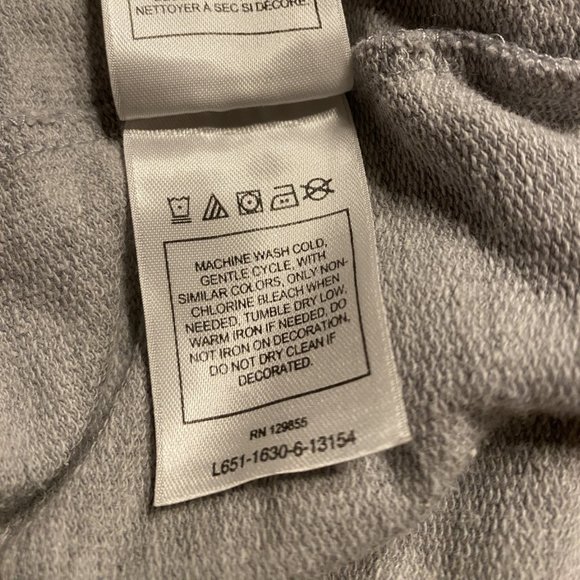 NETTOYER À SEC SI DÉCORÉ.
MACHINE WASH COLD,
GENTLE CYCLE, WITH
SIMILAR COLORS, ONLY NON-
CHLORINE BLEACH WHEN
NEEDED, TUMBLE DRY LOW,
WARM IRON IF NEEDED, DO
NOT IRON ON DECORATION,
DO NOT DRY CLEAN IF
DECORATED.
RN 129855
L651-1630-6-13154